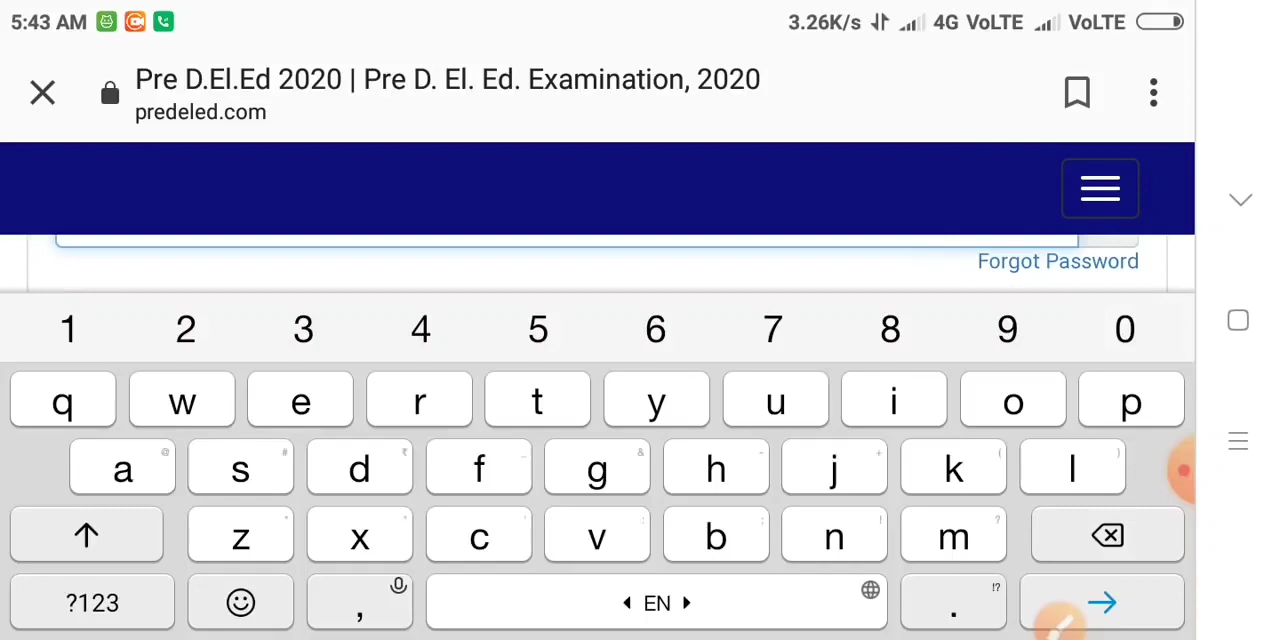 5:43 AM 3.26K/s 4G VoLTE VoLTE
Pre D.El.Ed 2020 | Pre D. El. Ed. Examination, 2020
predeled.com
Forgot Password
1 2 3 4 5 6 7 8 9 0
q w e r t y u i o p
a @ s # d ₹ f _ g & h - j + k ( l )
z x c v b n m
?123 , EN . !?